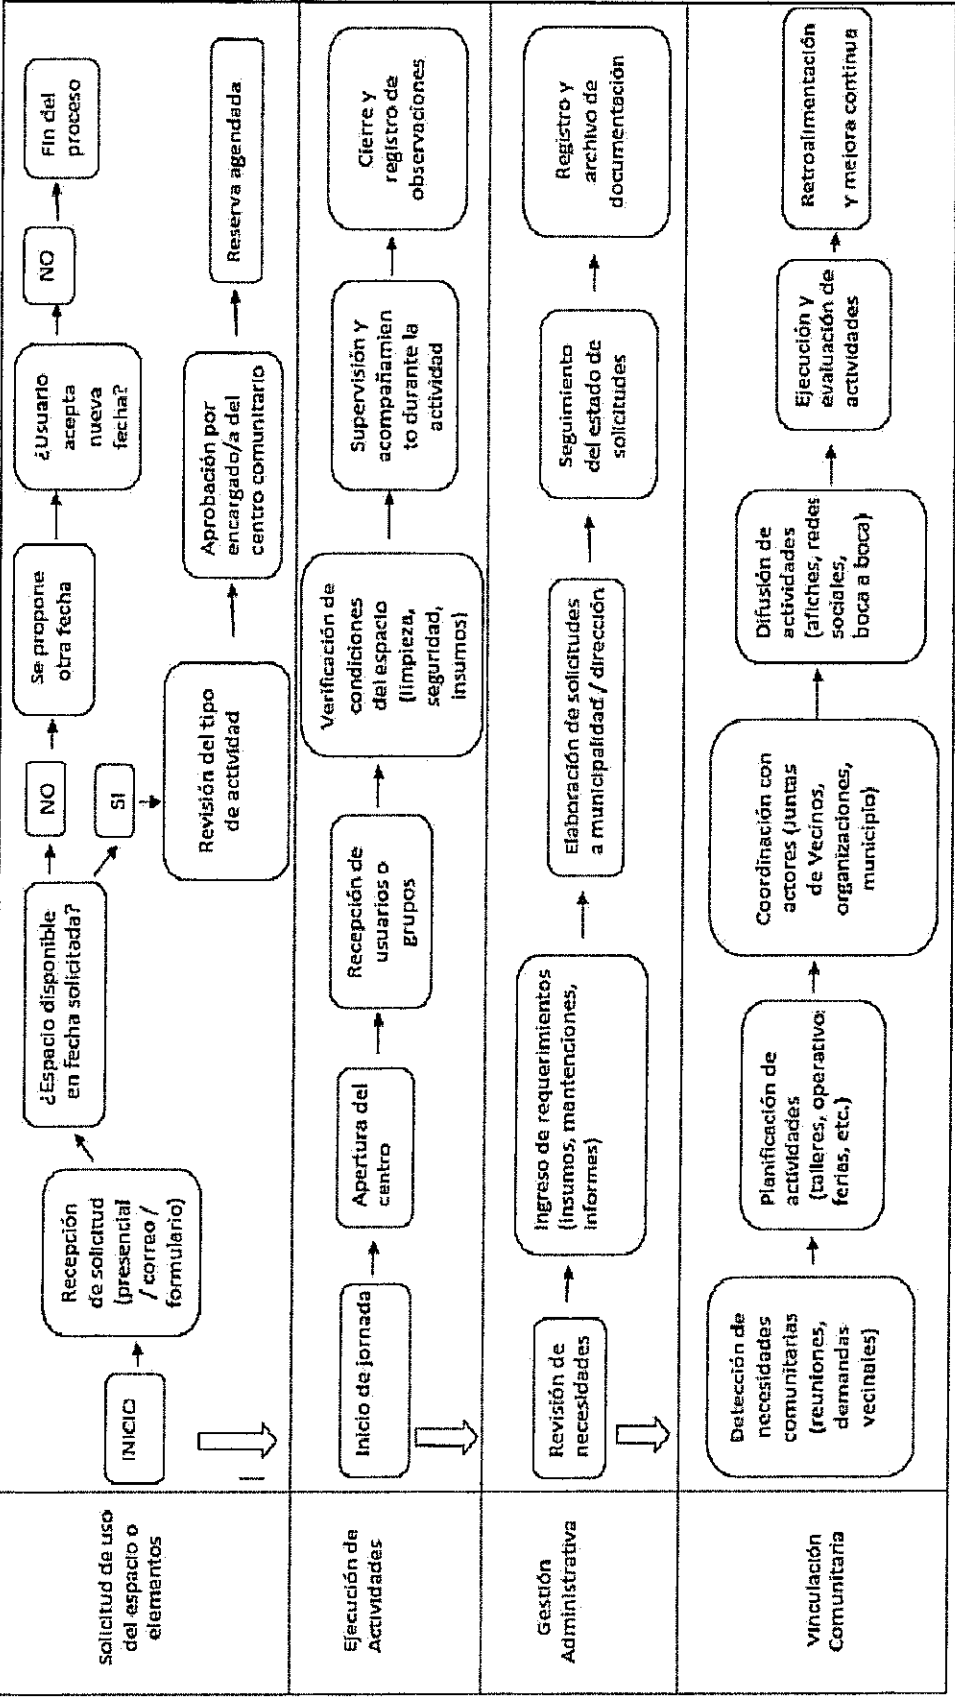 Solicitud de uso
del espacio o
elementos
INICIO
Recepción
de solicitud
(presencial
/ correo /
formulario)
¿Espacio disponible
en fecha solicitada?
NO
SI
Se propone
otra fecha
¿Usuario
acepta
nueva
fecha?
NO
Fin del
proceso
Revisión del tipo
de actividad
Aprobación por
encargado/a del
centro comunitario
Reserva agendada
Ejecución de
Actividades
Inicio de jornada
Apertura del
centro
Recepción de
usuarios o
grupos
Verificación de
condiciones
del espacio
(limpieza,
seguridad,
insumos)
Supervisión y
acompañamien
to durante la
actividad
Cierre y
registro de
observaciones
Gestión
Administrativa
Revisión de
necesidades
Ingreso de requerimientos
(insumos, mantenciones,
informes)
Elaboración de solicitudes
a municipalidad / dirección
Seguimiento
del estado de
solicitudes
Registro y
archivo de
documentación
Vinculación
Comunitaria
Detección de
necesidades
comunitarias
(reuniones,
demandas
vecinales)
Planificación de
actividades
(talleres, operativo
ferias, etc.)
Coordinación con
actores (Juntas
de Vecinos,
organizaciones,
municipio)
Difusión de
actividades
(afiches, redes
sociales,
boca a boca)
Ejecución y
evaluación de
actividades
Retroalimentación
y mejora continua